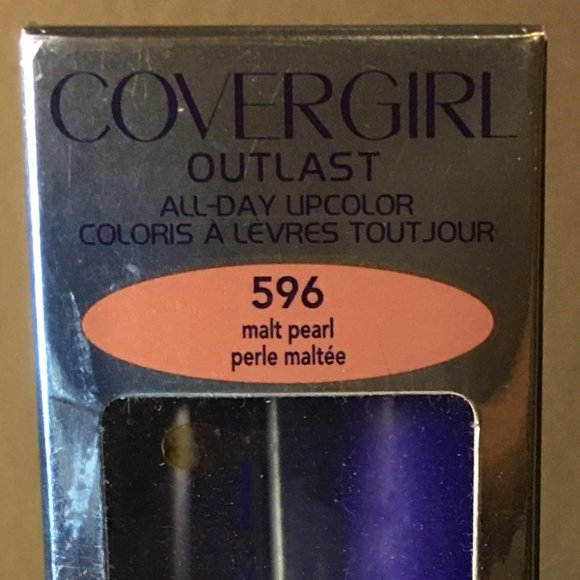 COVERGIRL
OUTLAST
ALL-DAY LIPCOLOR
COLORIS À LÈVRES TOUTJOUR
596
malt pearl
perle maltée